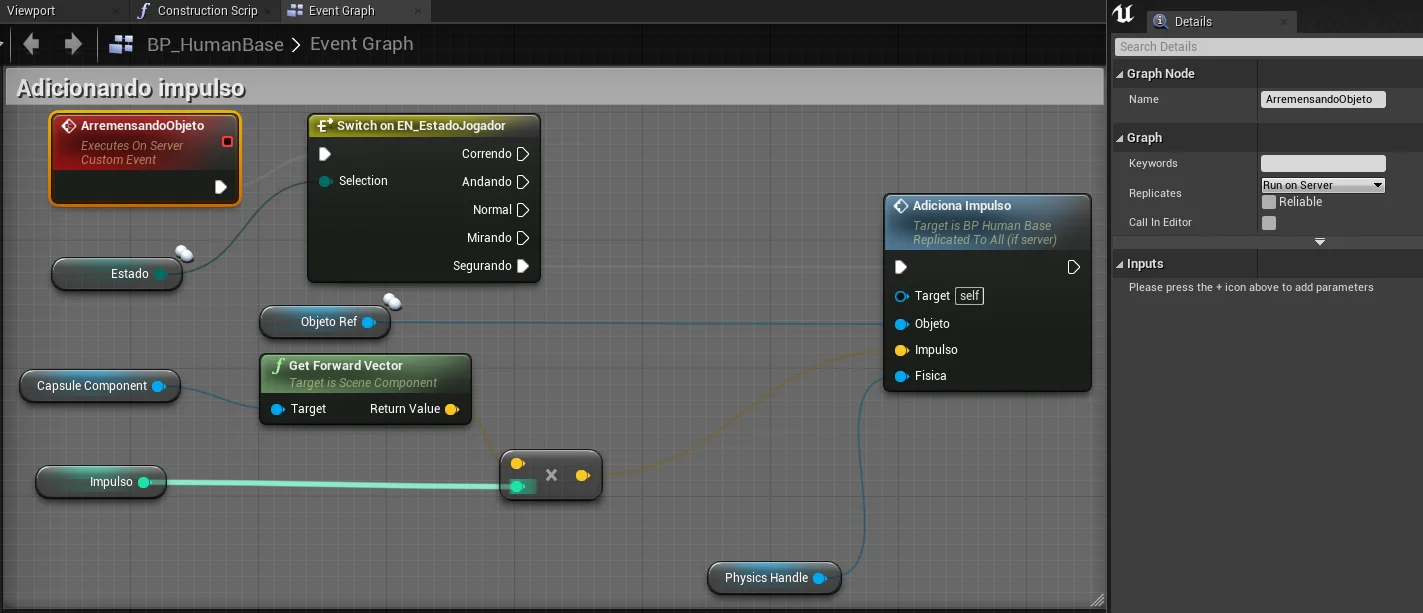 Viewport
Construction Scrip
Event Graph
Details
BP_HumanBase > Event Graph
Search Details
Adicionando impulso
Graph Node
Name
ArremensandoObjeto
Graph
Keywords
Replicates
Run on Server
Reliable
Call In Editor
Inputs
Please press the + icon above to add parameters
ArremensandoObjeto
Executes On Server
Custom Event
Switch on EN_EstadoJogador
Correndo
Selection
Andando
Normal
Mirando
Segurando
Estado
Objeto Ref
Capsule Component
Get Forward Vector
Target is Scene Component
Target
Return Value
Impulso
Adiciona Impulso
Target is BP Human Base
Replicated To All (if server)
Target self
Objeto
Impulso
Fisica
Physics Handle